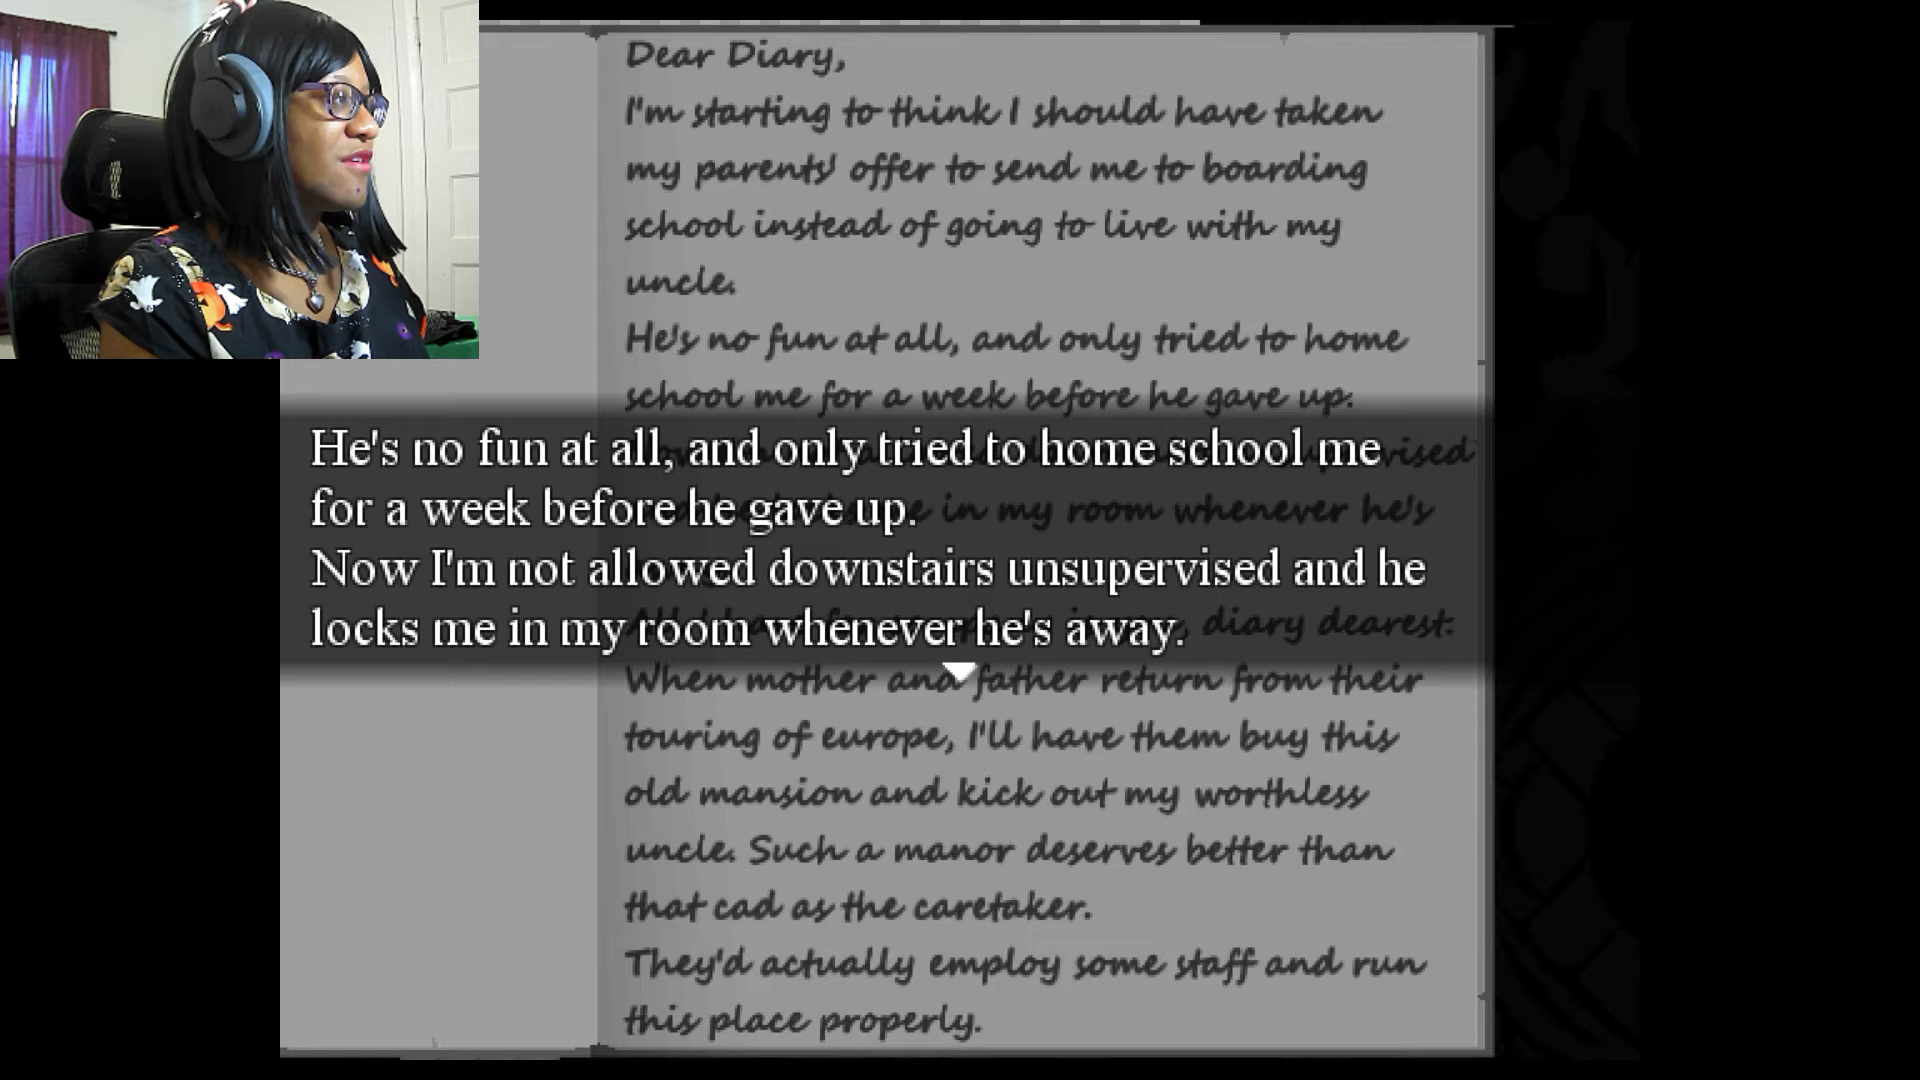 Dear Diary,
I'm starting to think I should have taken
my parents' offer to send me to boarding
school instead of going to live with my
uncle.
He's no fun at all, and only tried to home
school me for a week before he gave up.
He's no fun at all, and only tried to home school me
for a week before he gave up.
Now I'm not allowed downstairs unsupervised and he
locks me in my room whenever he's away.
in my room whenever he's
diary dearest.
When mother and father return from their
touring of europe, I'll have them buy this
old mansion and kick out my worthless
uncle. Such a manor deserves better than
that cad as the caretaker.
They'd actually employ some staff and run
this place properly.